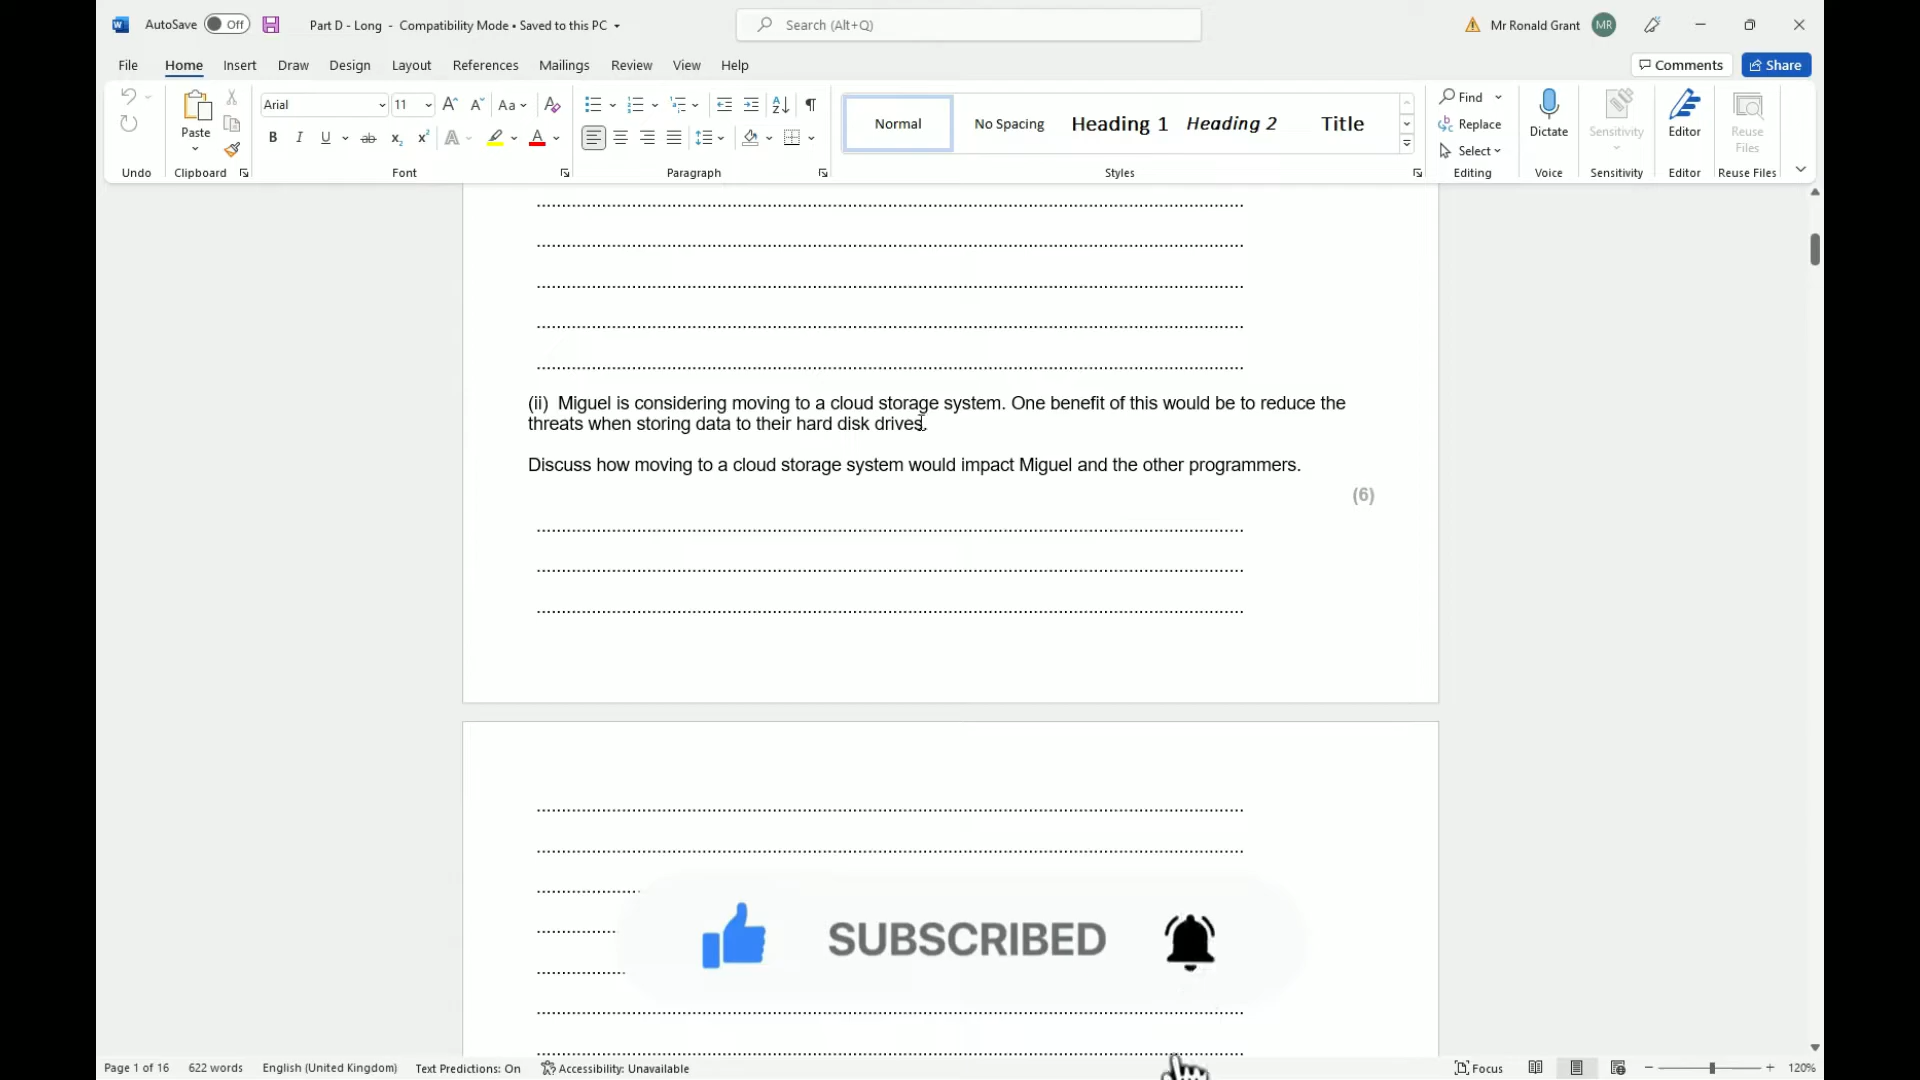 AutoSave Off Part D - Long - Compatibility Mode • Saved to this PC Search (Alt+Q) Mr Ronald Grant MR
File Home Insert Draw Design Layout References Mailings Review View Help Comments Share
Paste Arial 11 Aa Normal No Spacing Heading 1 Heading 2 Title Find Replace Select Dictate Sensitivity Editor Reuse Files
Undo Clipboard Font Paragraph Styles Editing Voice Sensitivity Editor Reuse Files
(ii) Miguel is considering moving to a cloud storage system. One benefit of this would be to reduce the
threats when storing data to their hard disk drives.
Discuss how moving to a cloud storage system would impact Miguel and the other programmers.
(6)
SUBSCRIBED
Page 1 of 16 622 words English (United Kingdom) Text Predictions: On Accessibility: Unavailable Focus 120%